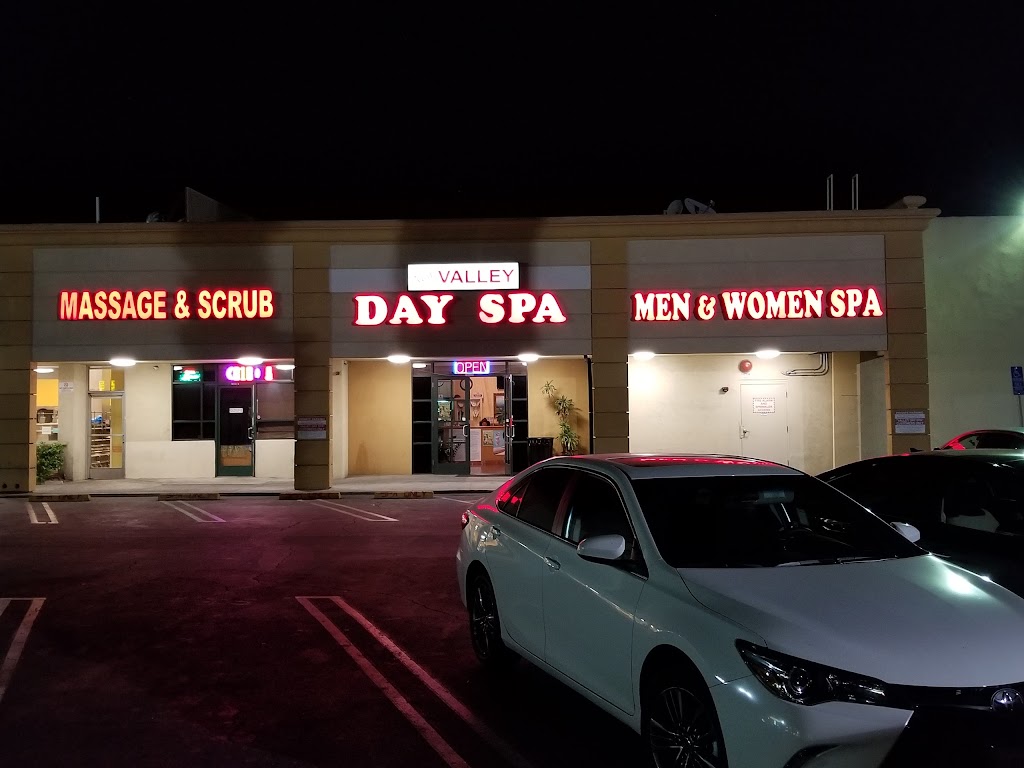 MASSAGE & SCRUB
VALLEY
DAY SPA
MEN & WOMEN SPA
OPEN